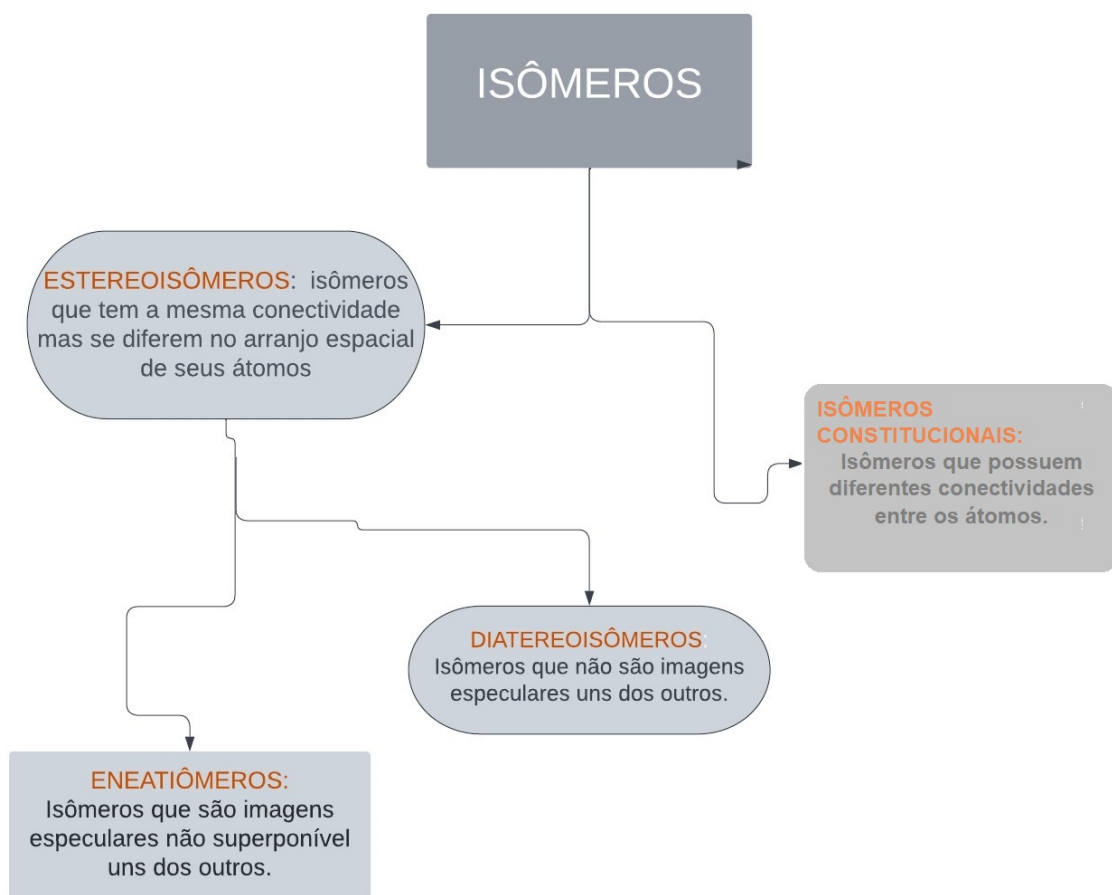 ISÔMEROS
ESTEREOISÔMEROS: isômeros
que tem a mesma conectividade
mas se diferem no arranjo espacial
de seus átomos
ISÔMEROS
CONSTITUCIONAIS:
Isômeros que possuem
diferentes conectividades
entre os átomos.
DIATEREOISÔMEROS:
Isômeros que não são imagens
especulares uns dos outros.
ENEATIÔMEROS:
Isômeros que são imagens
especulares não superponível
uns dos outros.